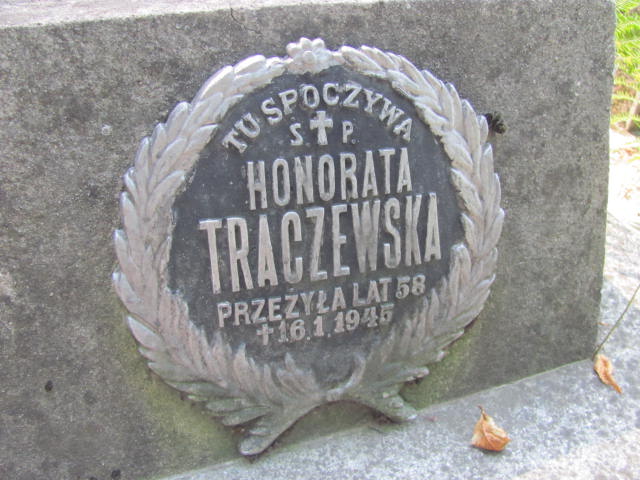 TU SPOCZYWA
S.✝P.
HONORATA
TRACZEWSKA
PRZEŻYŁA LAT 58
✝16.1.1945